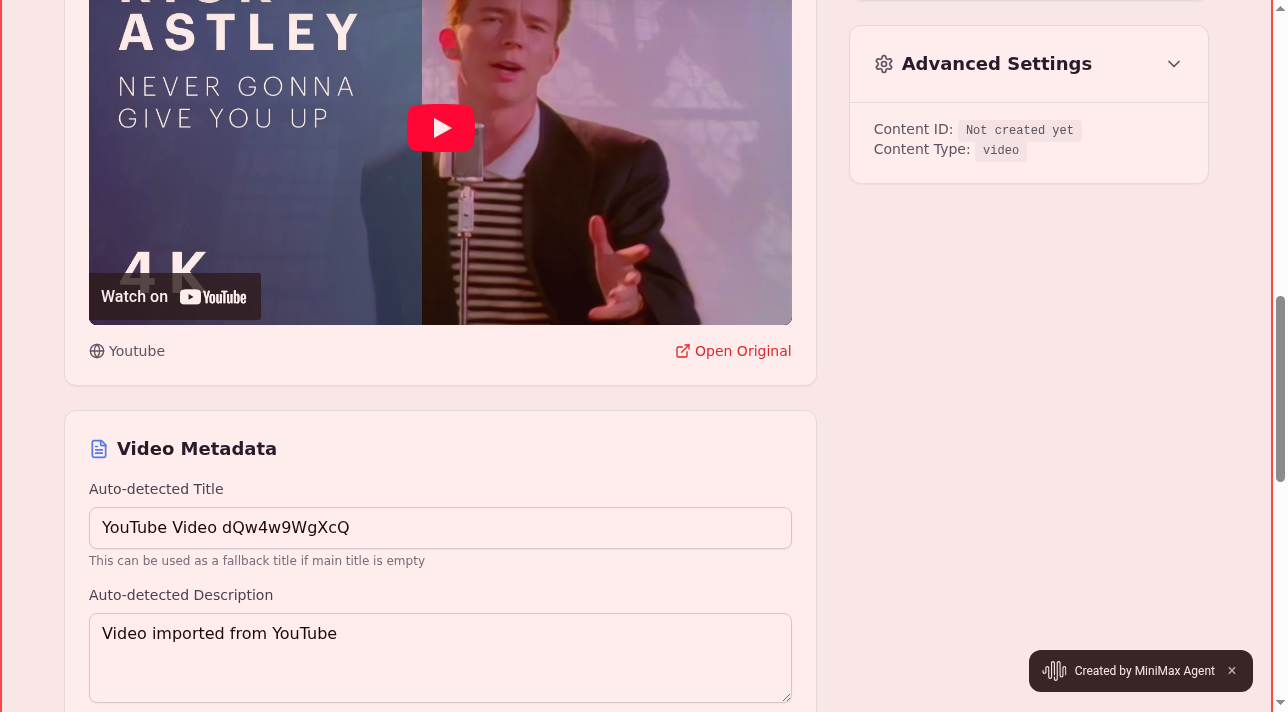 RICK
ASTLEY
NEVER GONNA
GIVE YOU UP
4K
Watch on YouTube
Youtube
Open Original
Video Metadata
Auto-detected Title
YouTube Video dQw4w9WgXcQ
This can be used as a fallback title if main title is empty
Auto-detected Description
Video imported from YouTube
Advanced Settings
Content ID: Not created yet
Content Type: video
Created by MiniMax Agent ×